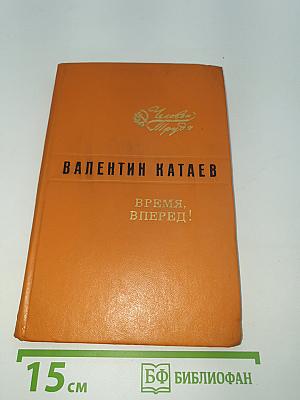 Человек
Труда
ВАЛЕНТИН КАТАЕВ
ВРЕМЯ,
ВПЕРЕД!
15 см
БФ БИБЛИОФАН